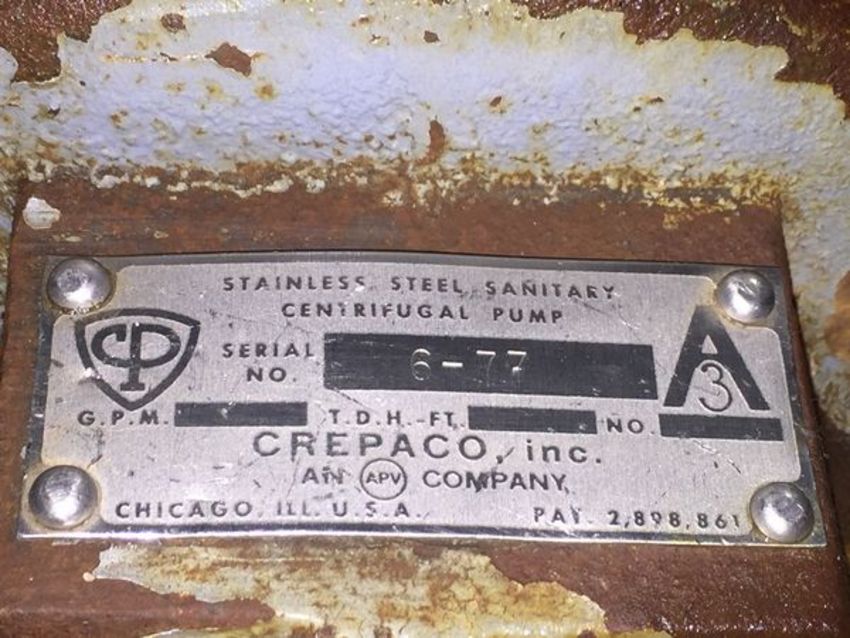 STAINLESS STEEL SANITARY
CENTRIFUGAL PUMP
CP
SERIAL NO. 6-77
A 3
G.P.M. T.D.H.-FT. NO.
CREPACO, inc.
AN APV COMPANY
CHICAGO, ILL. U.S.A. PAT. 2,898,861